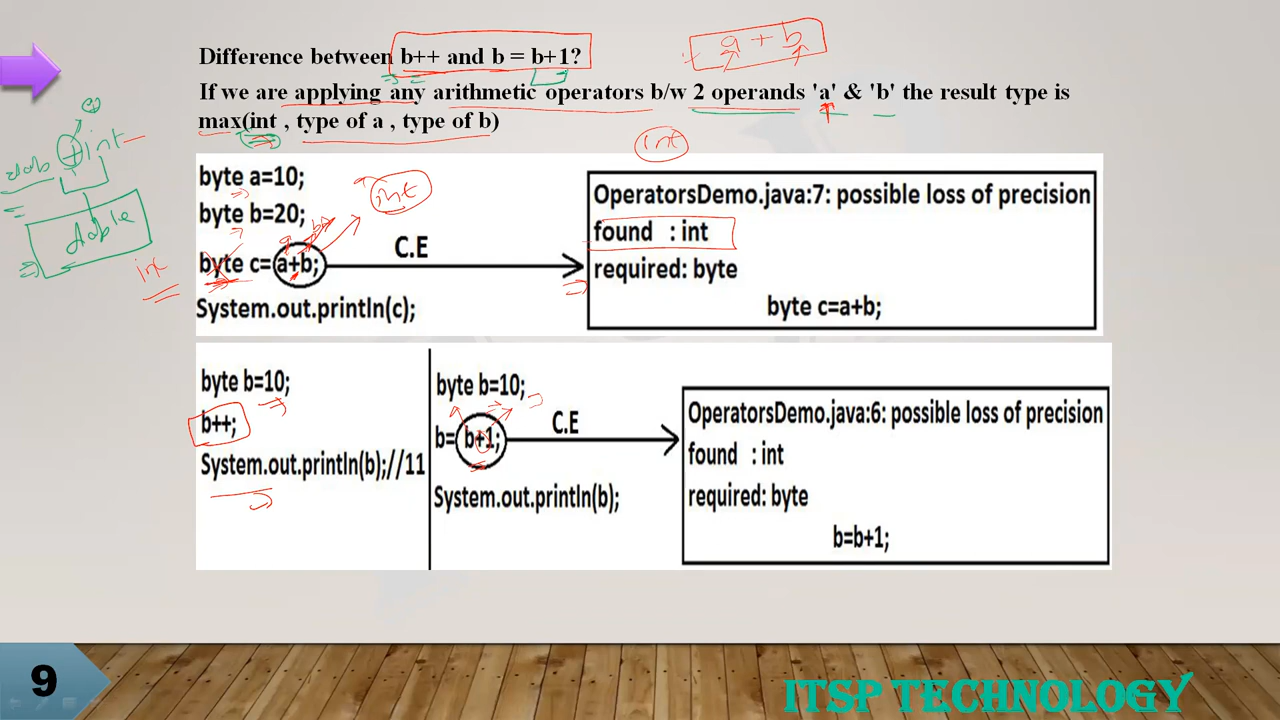 Difference between b++ and b = b+1?
a + b
If we are applying any arithmetic operators b/w 2 operands 'a' & 'b' the result type is
max(int , type of a , type of b)
int
int
byte a=10;
byte b=20;
byte c=a+b;
System.out.println(c);
int
C.E
OperatorsDemo.java:7: possible loss of precision
found : int
required: byte
byte c=a+b;
int
byte b=10;
b++;
System.out.println(b);//11
byte b=10;
b= b+1;
System.out.println(b);
C.E
OperatorsDemo.java:6: possible loss of precision
found : int
required: byte
b=b+1;
9
ITSP TECHNOLOGY